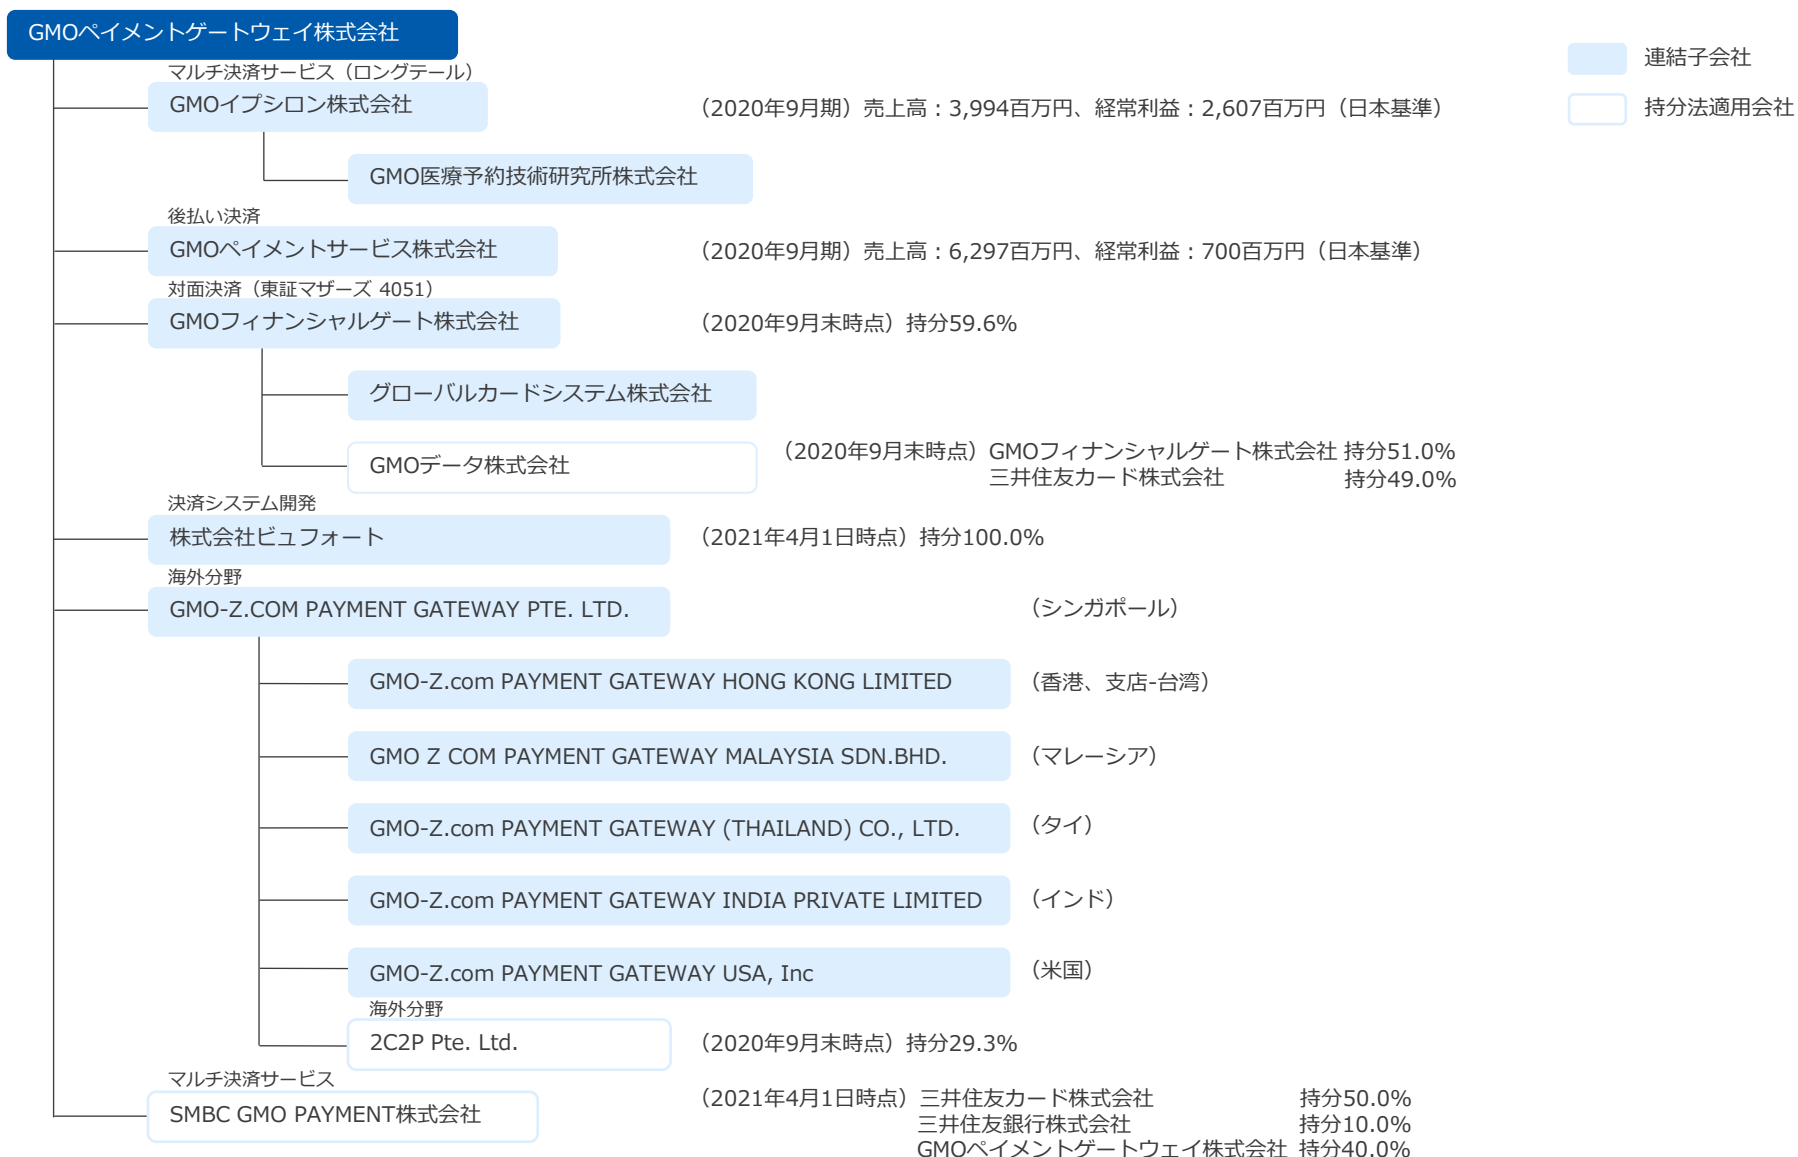 GMOペイメントゲートウェイ株式会社
連結子会社
持分法適用会社
マルチ決済サービス（ロングテール）
GMOイプシロン株式会社
（2020年9月期）売上高：3,994百万円、経常利益：2,607百万円（日本基準）
GMO医療予約技術研究所株式会社
後払い決済
GMOペイメントサービス株式会社
（2020年9月期）売上高：6,297百万円、経常利益：700百万円（日本基準）
対面決済（東証マザーズ 4051）
GMOフィナンシャルゲート株式会社
（2020年9月末時点）持分59.6%
グローバルカードシステム株式会社
GMOデータ株式会社
（2020年9月末時点）GMOフィナンシャルゲート株式会社 持分51.0%
三井住友カード株式会社 持分49.0%
決済システム開発
株式会社ビュフォート
（2021年4月1日時点）持分100.0%
海外分野
GMO-Z.COM PAYMENT GATEWAY PTE. LTD.
（シンガポール）
GMO-Z.com PAYMENT GATEWAY HONG KONG LIMITED
（香港、支店-台湾）
GMO Z COM PAYMENT GATEWAY MALAYSIA SDN.BHD.
（マレーシア）
GMO-Z.com PAYMENT GATEWAY (THAILAND) CO., LTD.
（タイ）
GMO-Z.com PAYMENT GATEWAY INDIA PRIVATE LIMITED
（インド）
GMO-Z.com PAYMENT GATEWAY USA, Inc
（米国）
海外分野
2C2P Pte. Ltd.
（2020年9月末時点）持分29.3%
マルチ決済サービス
SMBC GMO PAYMENT株式会社
（2021年4月1日時点）三井住友カード株式会社 持分50.0%
三井住友銀行株式会社 持分10.0%
GMOペイメントゲートウェイ株式会社 持分40.0%